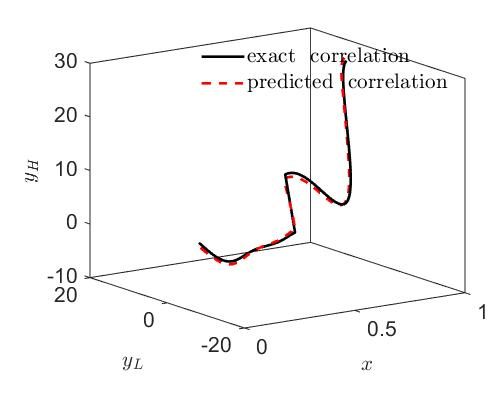 exact correlation
predicted correlation
30
20
10
0
-10
y_H
20
0
-20
y_L
0
0.5
1
x